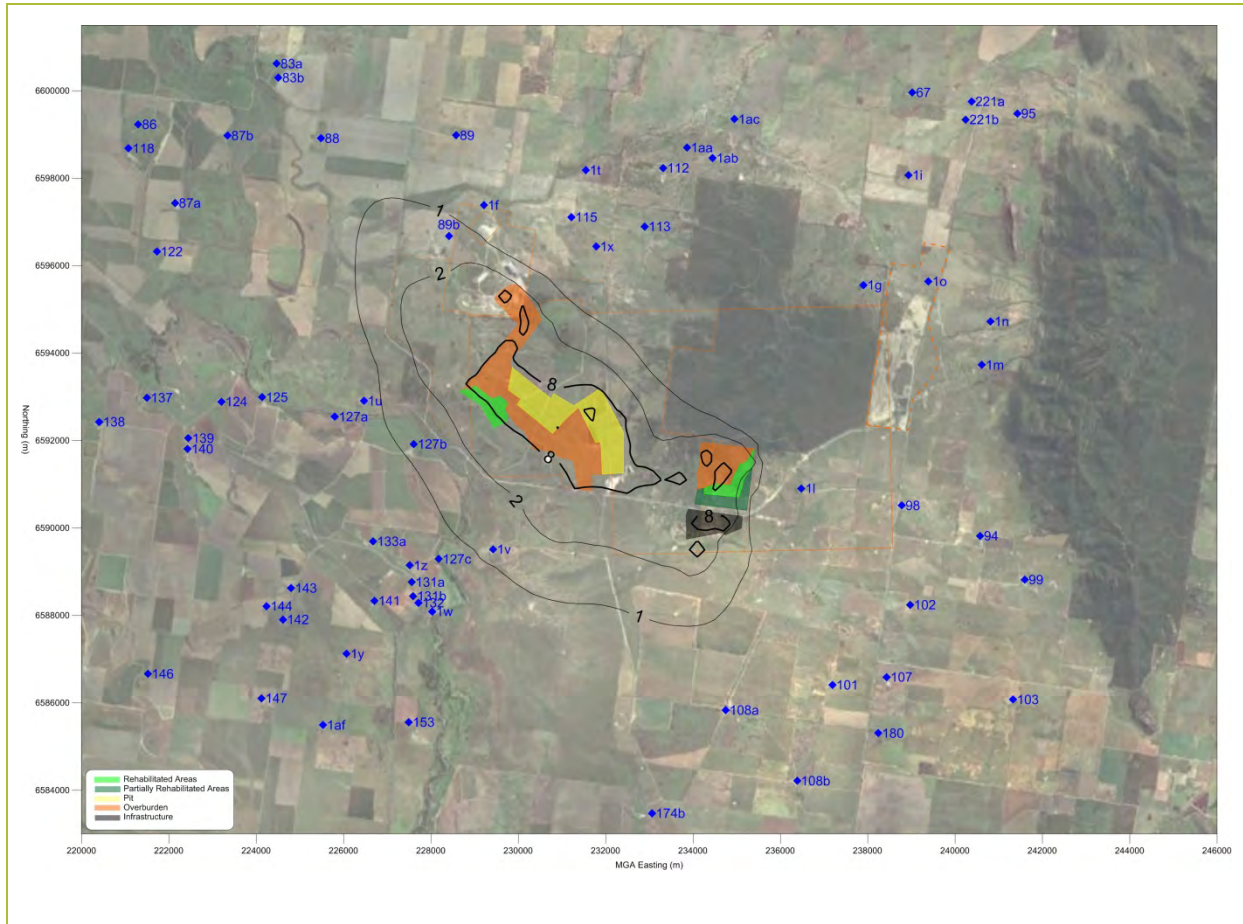 83a
83b
6600000
67
221a
221b
95
86
118
87b
88
89
1ac
1aa
1ab
112
1t
1i
6598000
87a
1f
115
113
122
89b
1
1x
6596000
2
1g
1o
1n
6594000
1m
8
137
124
125
1u
127a
138
139
140
127b
6592000
8
2
1l
98
8
6590000
94
133a
1z
127c
1v
131a
131b
132
1w
143
141
144
142
99
102
6588000
1
1y
146
101
107
103
147
1af
153
108a
180
6586000
108b
6584000
174b
Northing (m)
Rehabilitated Areas
Partially Rehabilitated Areas
Pit
Overburden
Infrastructure
220000 222000 224000 226000 228000 230000 232000 234000 236000 238000 240000 242000 244000 246000
MGA Easting (m)